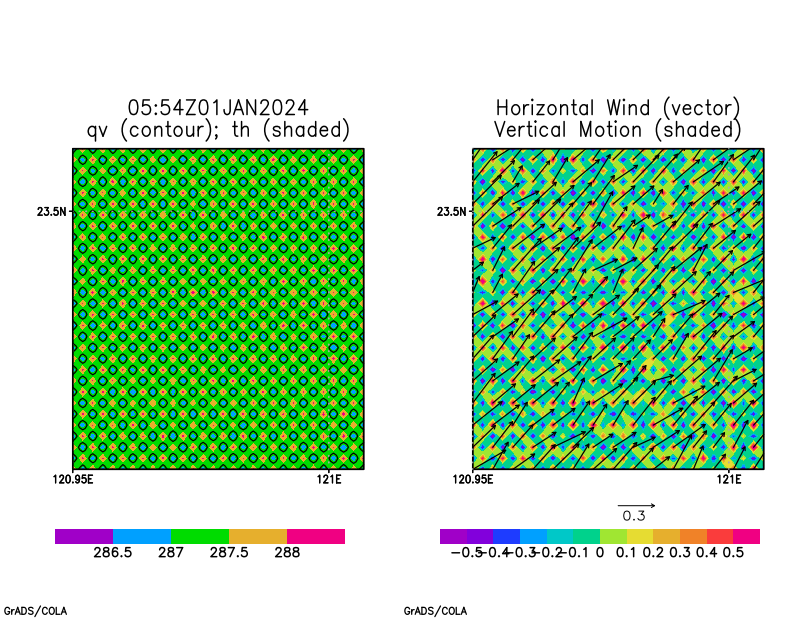 05:54Z01JAN2024
qv (contour); th (shaded)
23.5N
120.95E 121E
286.5 287 287.5 288
Horizontal Wind (vector)
Vertical Motion (shaded)
23.5N
120.95E 121E
0.3
-0.5 -0.4 -0.3 -0.2 -0.1 0 0.1 0.2 0.3 0.4 0.5
GrADS/COLA
GrADS/COLA